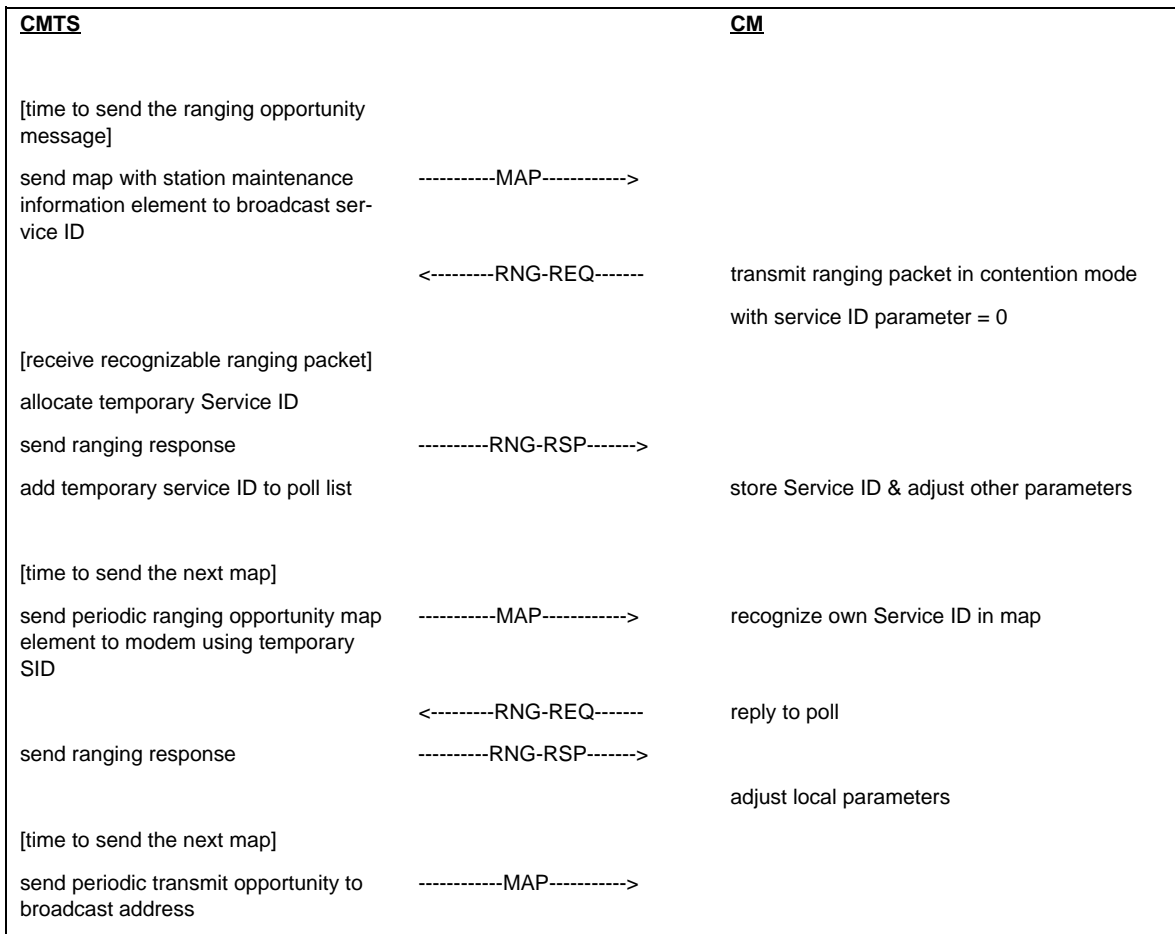 CMTS CM
[time to send the ranging opportunity
message]
send map with station maintenance -----------MAP------------>
information element to broadcast ser-
vice ID
<---------RNG-REQ------- transmit ranging packet in contention mode
with service ID parameter = 0
[receive recognizable ranging packet]
allocate temporary Service ID
send ranging response ----------RNG-RSP------->
add temporary service ID to poll list store Service ID & adjust other parameters
[time to send the next map]
send periodic ranging opportunity map -----------MAP------------> recognize own Service ID in map
element to modem using temporary
SID
<---------RNG-REQ------- reply to poll
send ranging response ----------RNG-RSP------->
adjust local parameters
[time to send the next map]
send periodic transmit opportunity to ------------MAP----------->
broadcast address